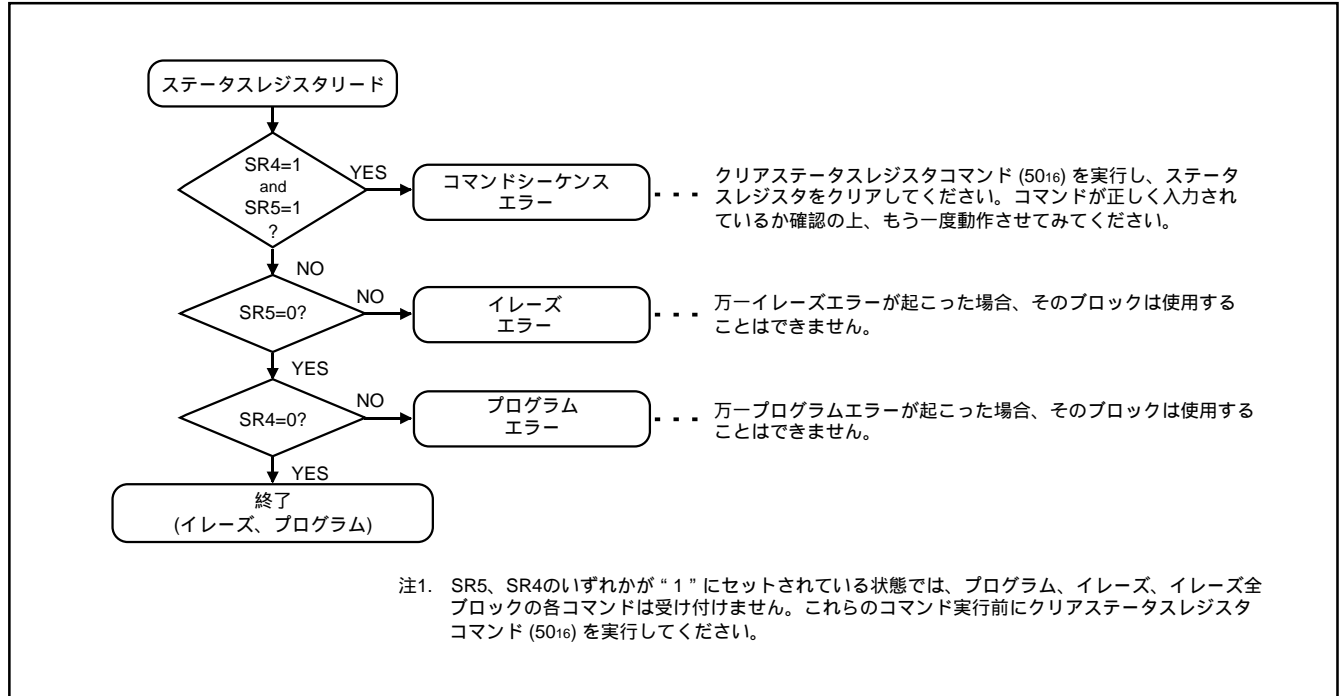 ステータスレジスタリード
SR4=1
and
SR5=1
?
YES
コマンドシーケンス
エラー
クリアステータスレジスタコマンド (5016) を実行し、ステータ
スレジスタをクリアしてください。コマンドが正しく入力され
ているか確認の上、もう一度動作させてみてください。
NO
SR5=0?
NO
イレーズ
エラー
万一イレーズエラーが起こった場合、そのブロックは使用する
ことはできません。
YES
SR4=0?
NO
プログラム
エラー
万一プログラムエラーが起こった場合、そのブロックは使用する
ことはできません。
YES
終了
(イレーズ、プログラム)
注1. SR5、SR4のいずれかが “ 1 ” にセットされている状態では、プログラム、イレーズ、イレーズ全
ブロックの各コマンドは受け付けません。これらのコマンド実行前にクリアステータスレジスタ
コマンド (5016) を実行してください。